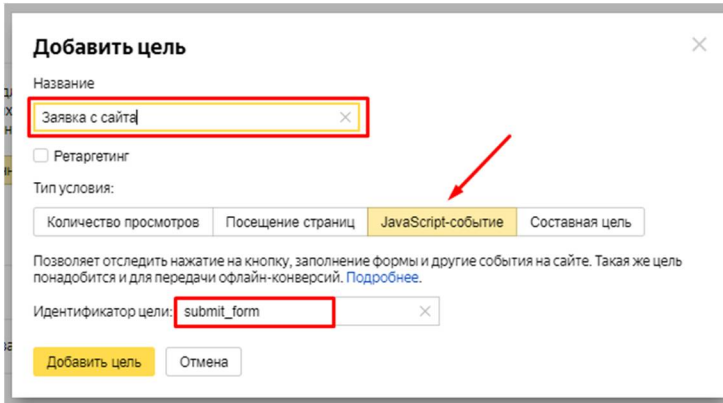 Добавить цель
Название
Заявка с сайта
Ретаргетинг
Тип условия:
Количество просмотров Посещение страниц JavaScript-событие Составная цель
Позволяет отследить нажатие на кнопку, заполнение формы и другие события на сайте. Такая же цель
понадобится и для передачи офлайн-конверсий. Подробнее.
Идентификатор цели: submit_form
Добавить цель Отмена